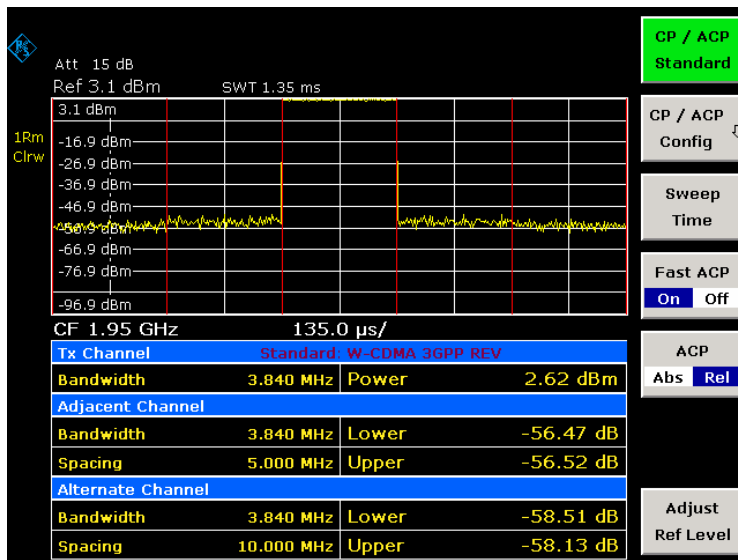 CP / ACP
Standard
Att 15 dB
Ref 3.1 dBm SWT 1.35 ms
3.1 dBm
CP / ACP
Config
1Rm
Clrw
-16.9 dBm
-26.9 dBm
-36.9 dBm
-46.9 dBm
-66.9 dBm
-76.9 dBm
-96.9 dBm
Sweep
Time
Fast ACP
On Off
CF 1.95 GHz 135.0 µs/
Tx Channel Standard: W-CDMA 3GPP REV
Bandwidth 3.840 MHz Power 2.62 dBm
ACP
Abs Rel
Adjacent Channel
Bandwidth 3.840 MHz Lower -56.47 dB
Spacing 5.000 MHz Upper -56.52 dB
Alternate Channel
Bandwidth 3.840 MHz Lower -58.51 dB
Spacing 10.000 MHz Upper -58.13 dB
Adjust
Ref Level